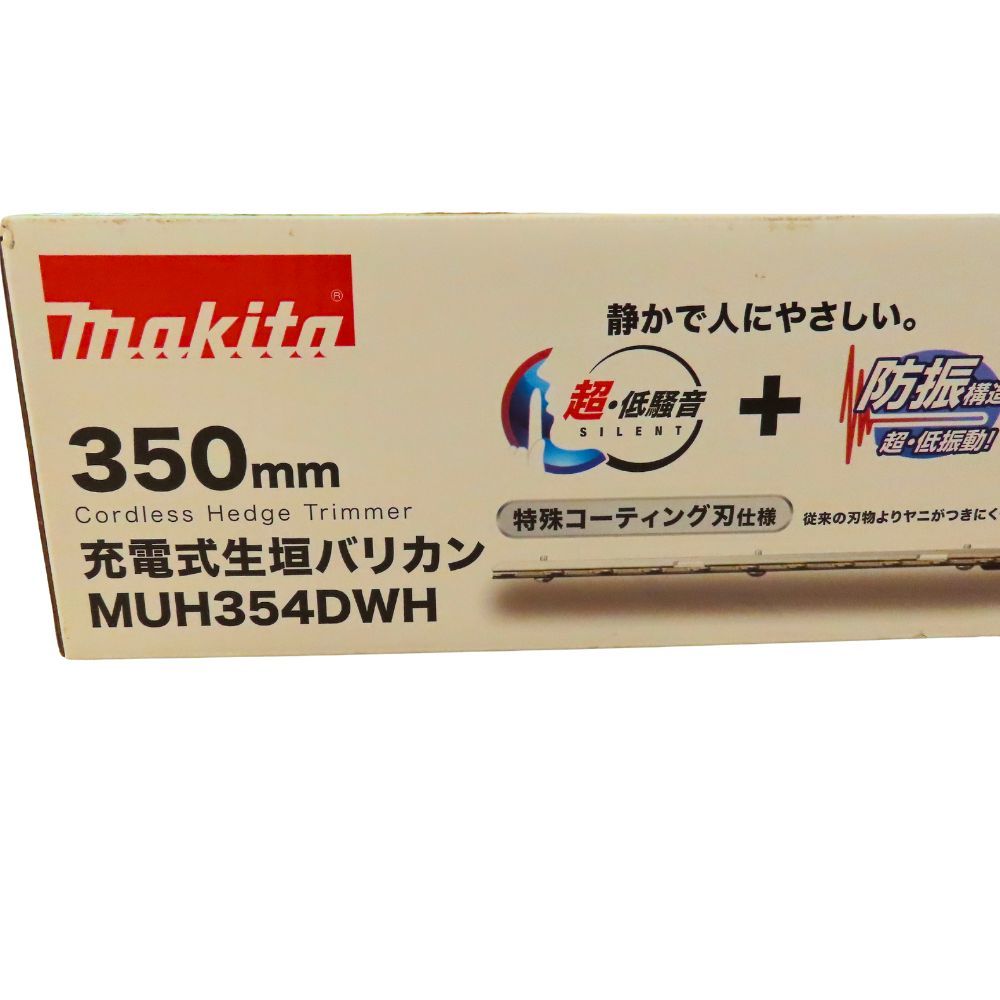 makita®
350mm
Cordless Hedge Trimmer
充電式生垣バリカン
MUH354DWH
静かで人にやさしい。
超・低騒音
SILENT
+
防振構造
超・低振動!
特殊コーティング刃仕様
従来の刃物よりヤニがつきにく